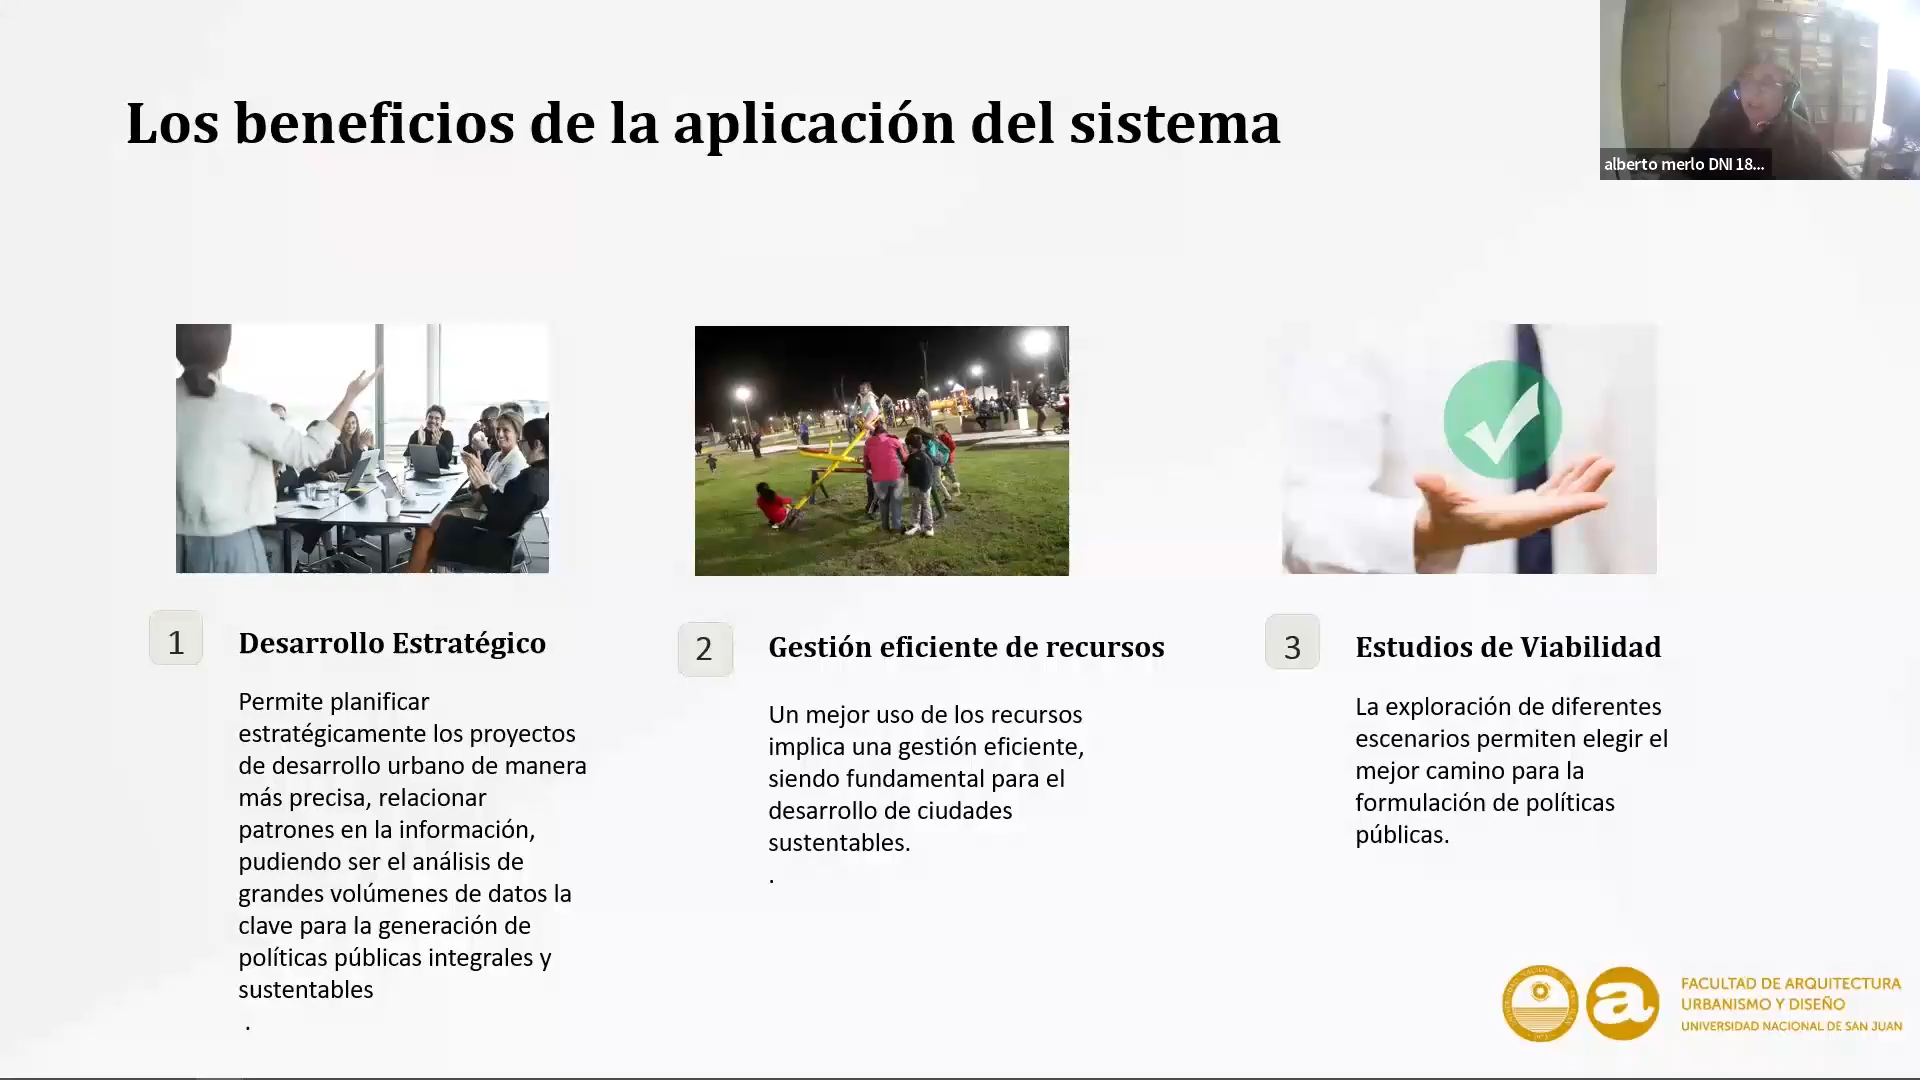 Los beneficios de la aplicación del sistema
alberto merlo DNI 18...
1
Desarrollo Estratégico
Permite planificar
estratégicamente los proyectos
de desarrollo urbano de manera
más precisa, relacionar
patrones en la información,
pudiendo ser el análisis de
grandes volúmenes de datos la
clave para la generación de
políticas públicas integrales y
sustentables
.
2
Gestión eficiente de recursos
Un mejor uso de los recursos
implica una gestión eficiente,
siendo fundamental para el
desarrollo de ciudades
sustentables.
.
3
Estudios de Viabilidad
La exploración de diferentes
escenarios permiten elegir el
mejor camino para la
formulación de políticas
públicas.
a
FACULTAD DE ARQUITECTURA
URBANISMO Y DISEÑO
UNIVERSIDAD NACIONAL DE SAN JUAN